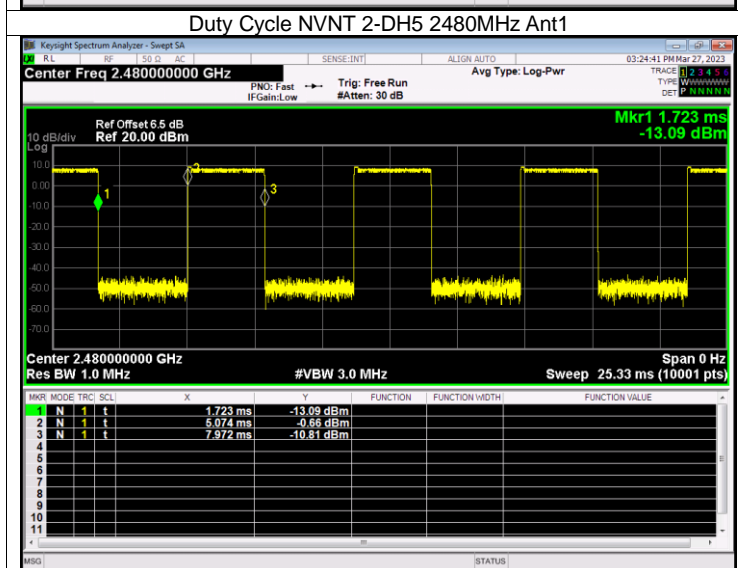 Duty Cycle NVNT 2-DH5 2480MHz Ant1
Keysight Spectrum Analyzer - Swept SA
RL RF 50 Ω AC SENSE:INT ALIGN AUTO 03:24:41 PM Mar 27, 2023
Center Freq 2.480000000 GHz Avg Type: Log-Pwr TRACE 1 2 3 4 5 6
PNO: Fast Trig: Free Run TYPE WWWWWW
IFGain:Low #Atten: 30 dB DET P N N N N N
Mkr1 1.723 ms
Ref Offset 6.5 dB
10 dB/div Ref 20.00 dBm -13.09 dBm
Log
10.0
0.00
-10.0
-20.0
-30.0
-40.0
-50.0
-60.0
-70.0
1
2
3
Center 2.480000000 GHz Span 0 Hz
Res BW 1.0 MHz #VBW 3.0 MHz Sweep 25.33 ms (10001 pts)
MKR MODE TRC SCL X Y FUNCTION FUNCTION WIDTH FUNCTION VALUE
1 N 1 t 1.723 ms -13.09 dBm
2 N 1 t 5.074 ms -0.66 dBm
3 N 1 t 7.972 ms -10.81 dBm
4
5
6
7
8
9
10
11
MSG STATUS